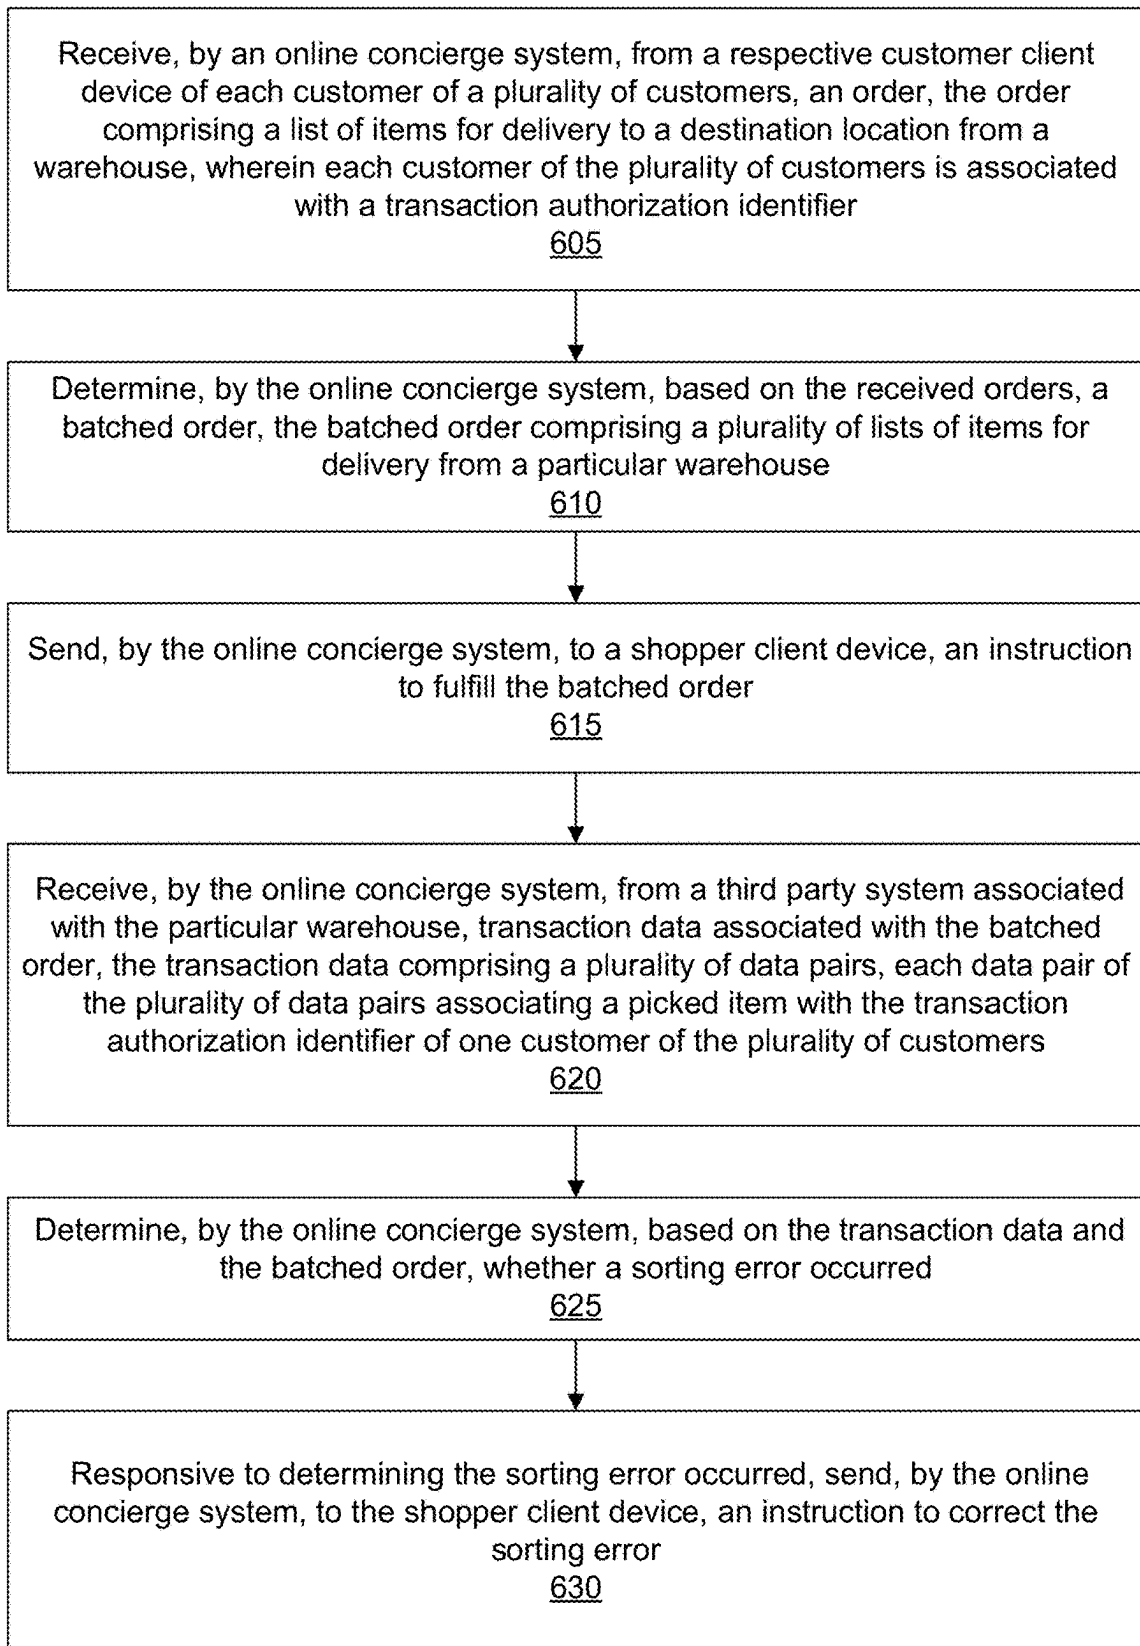 Receive, by an online concierge system, from a respective customer client
device of each customer of a plurality of customers, an order, the order
comprising a list of items for delivery to a destination location from a
warehouse, wherein each customer of the plurality of customers is associated
with a transaction authorization identifier
605
Determine, by the online concierge system, based on the received orders, a
batched order, the batched order comprising a plurality of lists of items for
delivery from a particular warehouse
610
Send, by the online concierge system, to a shopper client device, an instruction
to fulfill the batched order
615
Receive, by the online concierge system, from a third party system associated
with the particular warehouse, transaction data associated with the batched
order, the transaction data comprising a plurality of data pairs, each data pair of
the plurality of data pairs associating a picked item with the transaction
authorization identifier of one customer of the plurality of customers
620
Determine, by the online concierge system, based on the transaction data and
the batched order, whether a sorting error occurred
625
Responsive to determining the sorting error occurred, send, by the online
concierge system, to the shopper client device, an instruction to correct the
sorting error
630